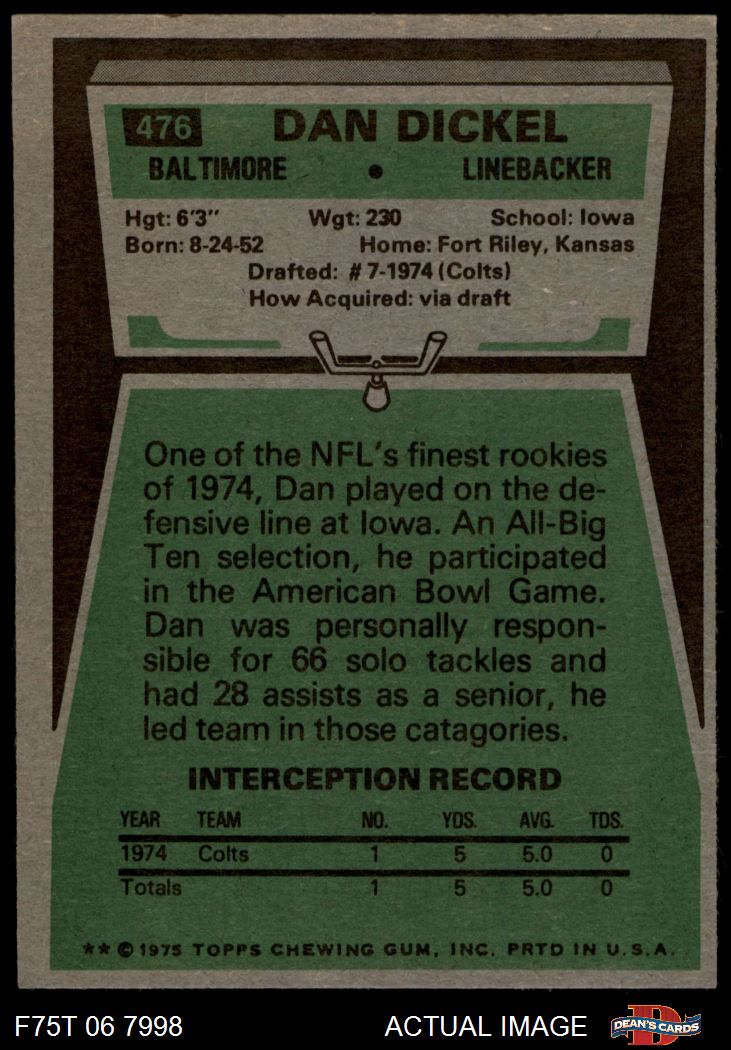 476 DAN DICKEL
BALTIMORE • LINEBACKER
Hgt: 6'3" Wgt: 230 School: Iowa
Born: 8-24-52 Home: Fort Riley, Kansas
Drafted: #7-1974 (Colts)
How Acquired: via draft
One of the NFL's finest rookies
of 1974, Dan played on the de-
fensive line at Iowa. An All-Big
Ten selection, he participated
in the American Bowl Game.
Dan was personally respon-
sible for 66 solo tackles and
had 28 assists as a senior, he
led team in those catagories.
INTERCEPTION RECORD
YEAR TEAM NO. YDS. AVG. TDS.
1974 Colts 1 5 5.0 0
Totals 1 5 5.0 0
** © 1975 TOPPS CHEWING GUM, INC. PRTD IN U.S.A.
F75T 06 7998 ACTUAL IMAGE D DEAN'S CARDS